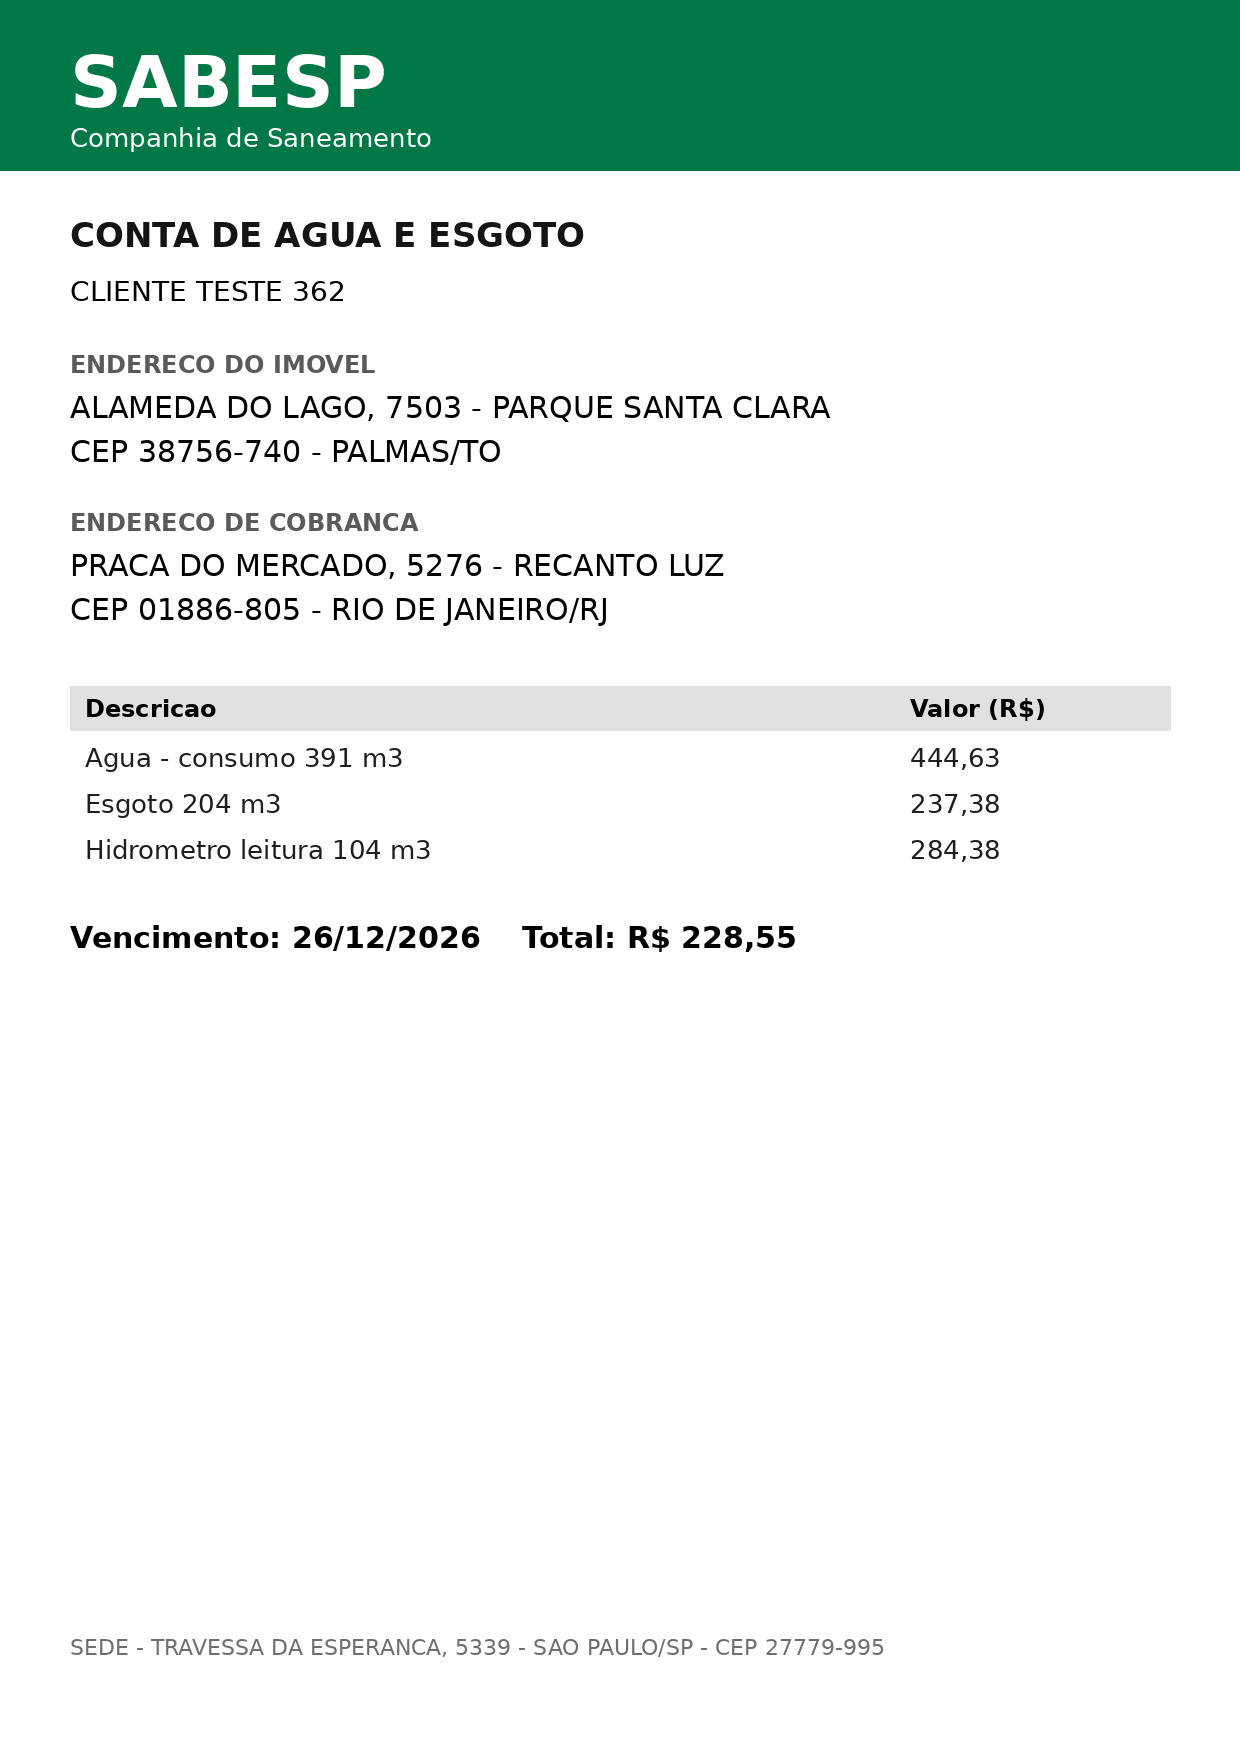 SABESP
Companhia de Saneamento
CONTA DE AGUA E ESGOTO
CLIENTE TESTE 362
ENDERECO DO IMOVEL
ALAMEDA DO LAGO, 7503 - PARQUE SANTA CLARA
CEP 38756-740 - PALMAS/TO
ENDERECO DE COBRANCA
PRACA DO MERCADO, 5276 - RECANTO LUZ
CEP 01886-805 - RIO DE JANEIRO/RJ
Descricao Valor (R$)
Agua - consumo 391 m3 444,63
Esgoto 204 m3 237,38
Hidrometro leitura 104 m3 284,38
Vencimento: 26/12/2026 Total: R$ 228,55
SEDE - TRAVESSA DA ESPERANCA, 5339 - SAO PAULO/SP - CEP 27779-995